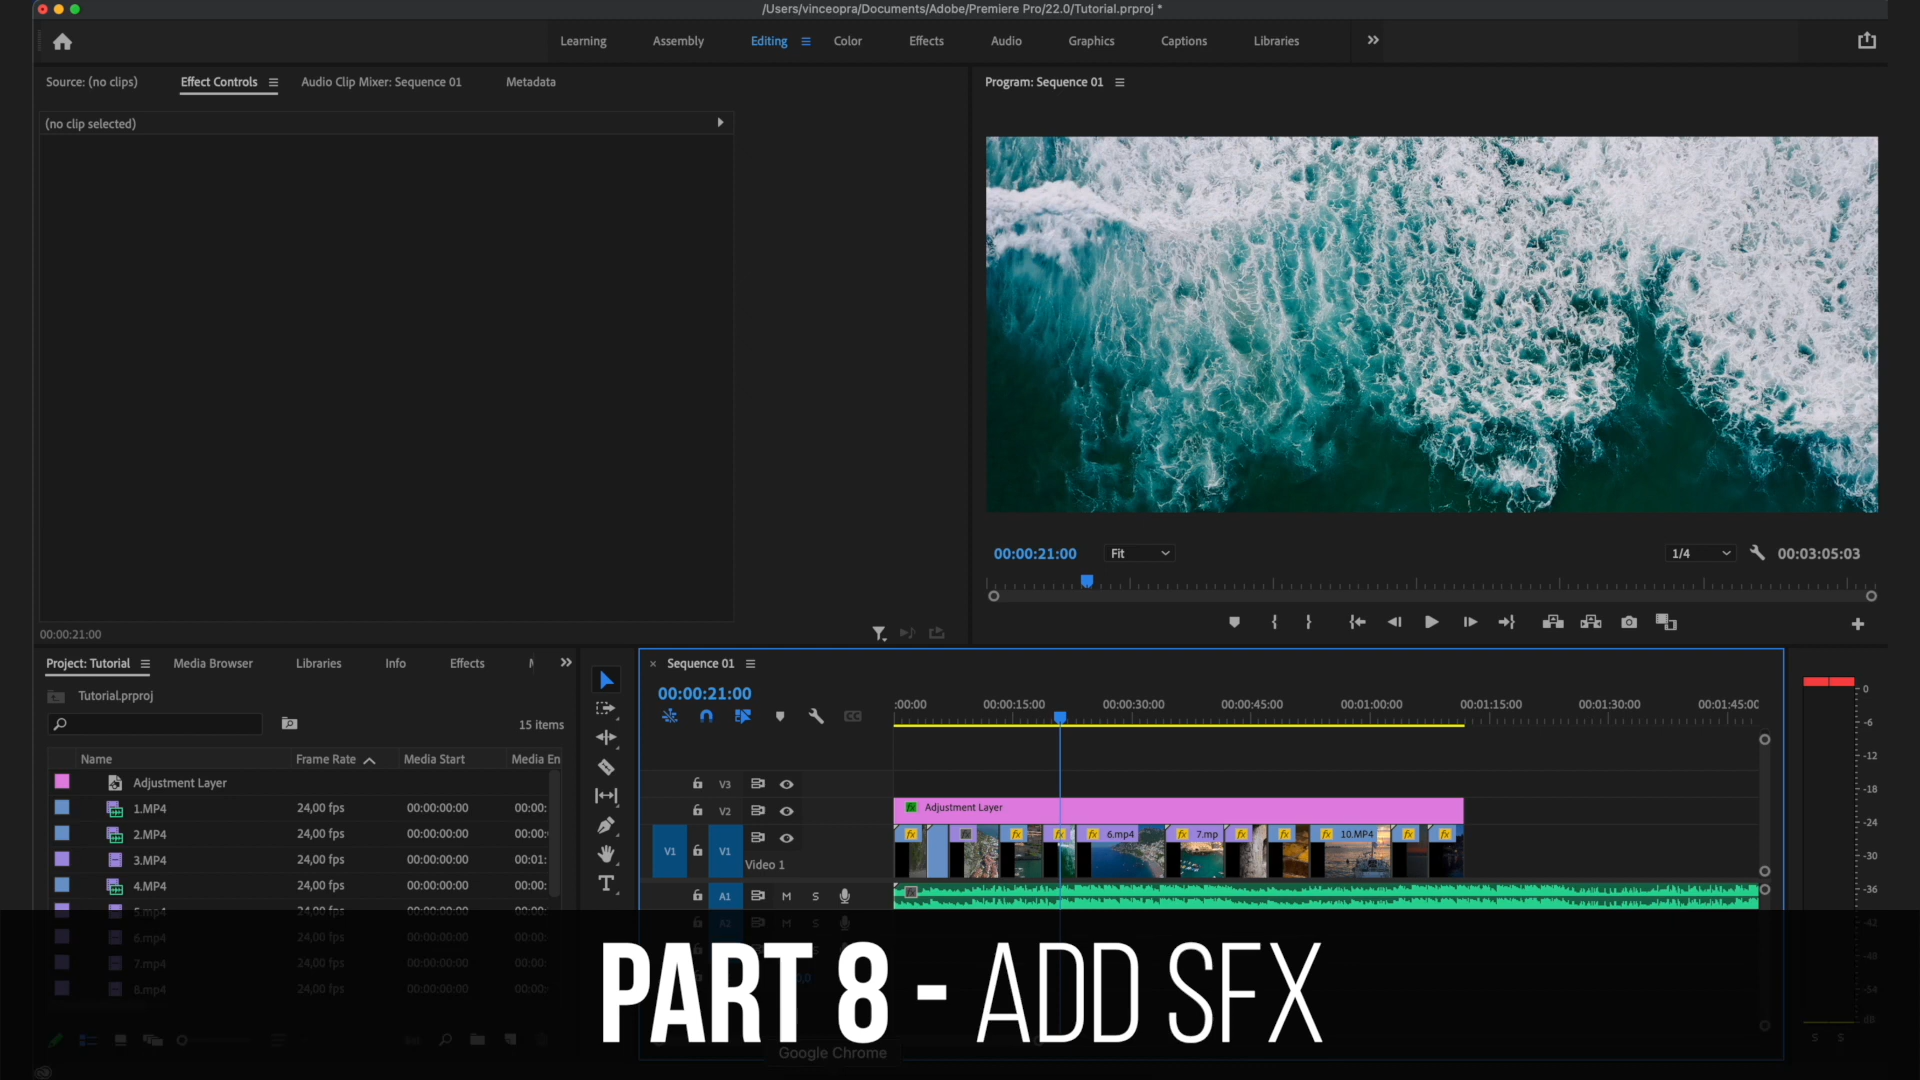 /Users/vinceopra/Documents/Adobe/Premiere Pro/22.0/Tutorial.prproj *
Learning Assembly Editing Color Effects Audio Graphics Captions Libraries
Source: (no clips) Effect Controls Audio Clip Mixer: Sequence 01 Metadata
Program: Sequence 01
(no clip selected)
00:00:21:00 Fit 1/4 00:03:05:03
00:00:21:00
Project: Tutorial Media Browser Libraries Info Effects
Tutorial.prproj
15 items
Name Frame Rate Media Start Media En
Adjustment Layer
1.MP4 24,00 fps 00:00:00:00 00:00:
2.MP4 24,00 fps 00:00:00:00 00:00:
3.MP4 24,00 fps 00:00:00:00 00:01:
4.MP4 24,00 fps 00:00:00:00 00:00:
5.mp4 24,00 fps 00:00:00:00 00:00:
6.mp4 24,00 fps 00:00:00:00 00:00:
7.mp4 24,00 fps 00:00:00:00 00:00:
8.mp4 24,00 fps 00:00:00:00 00:00:
× Sequence 01
00:00:21:00
:00:00 00:00:15:00 00:00:30:00 00:00:45:00 00:01:00:00 00:01:15:00 00:01:30:00 00:01:45:00
V3
V2 fx Adjustment Layer
fx fx fx fx fx 6.mp4 fx 7.mp fx fx fx 10.MP4 fx fx
V1 V1
Video 1
A1 M S
A2 M S
0
-6
-12
-18
-24
-30
-36
-42
-48
-54
dB
S S
PART 8 - ADD SFX
Google Chrome